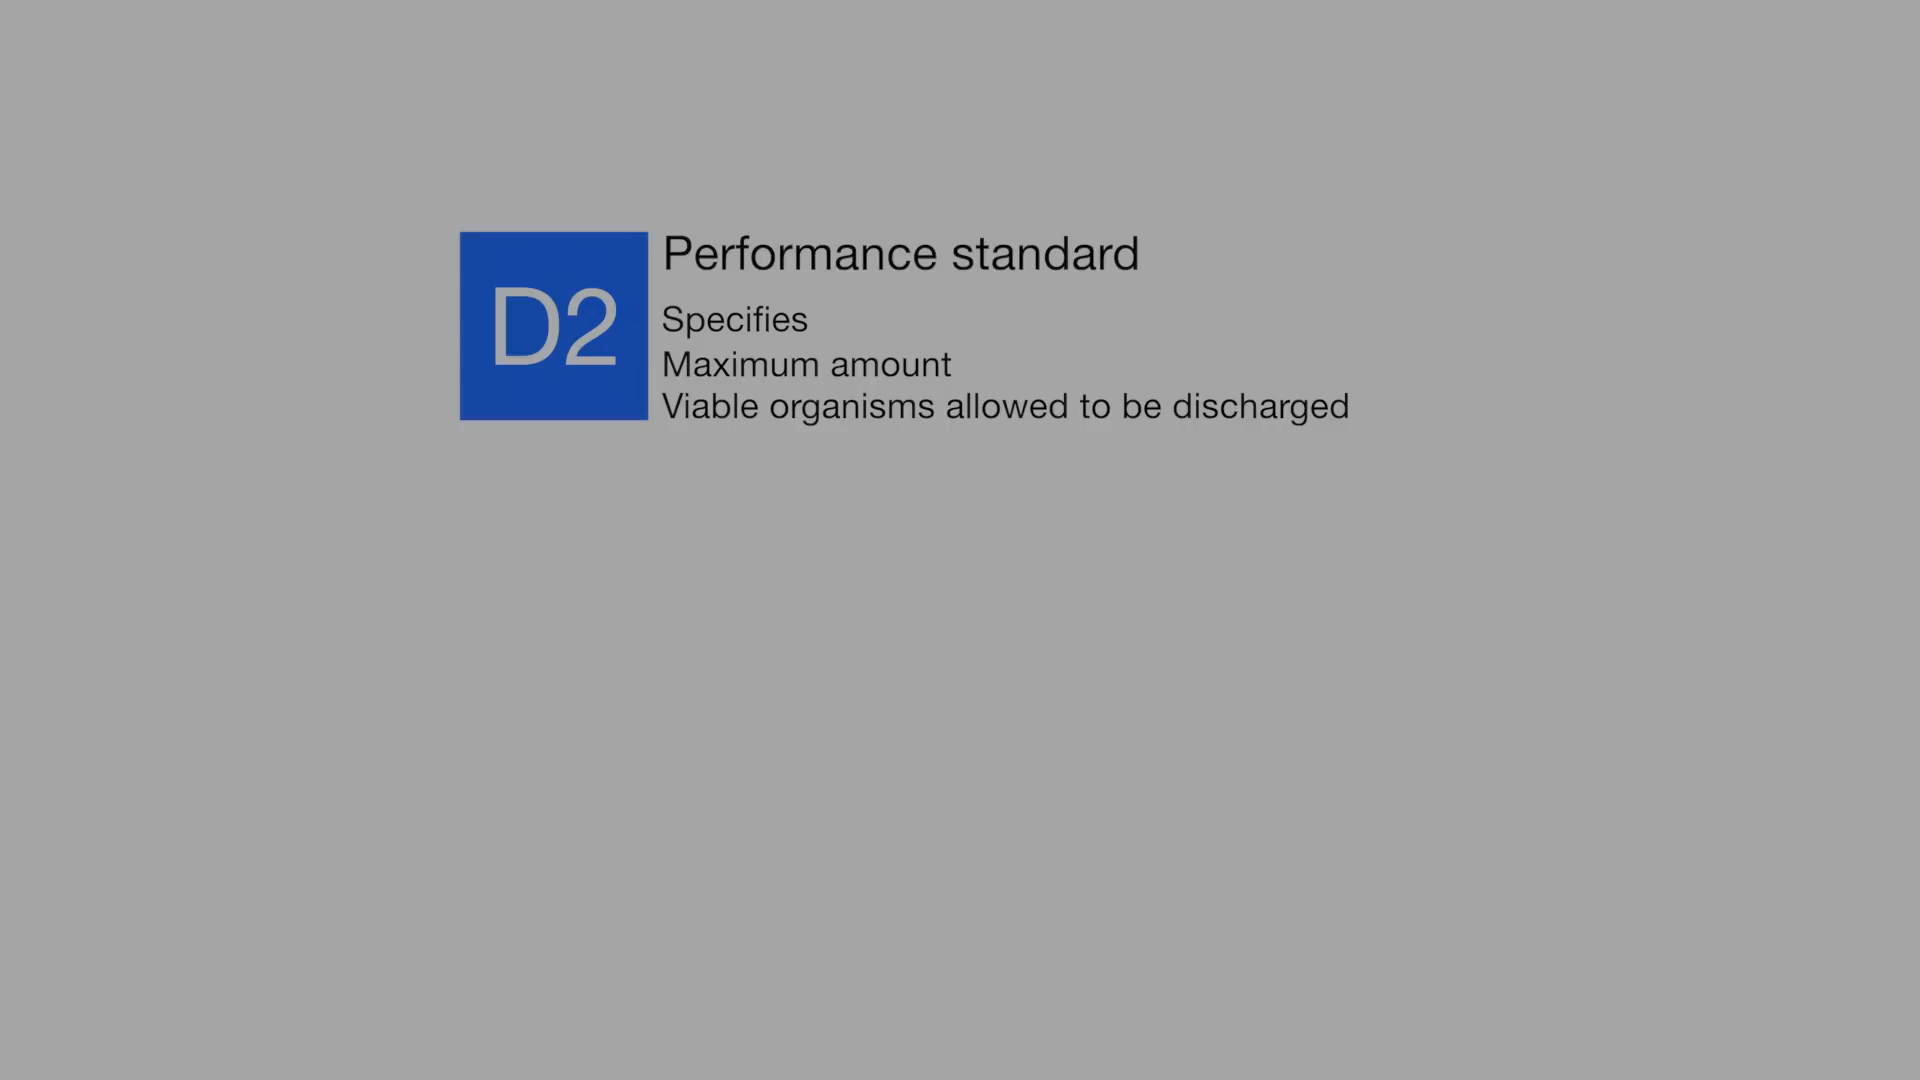 D2
Performance standard
Specifies
Maximum amount
Viable organisms allowed to be discharged